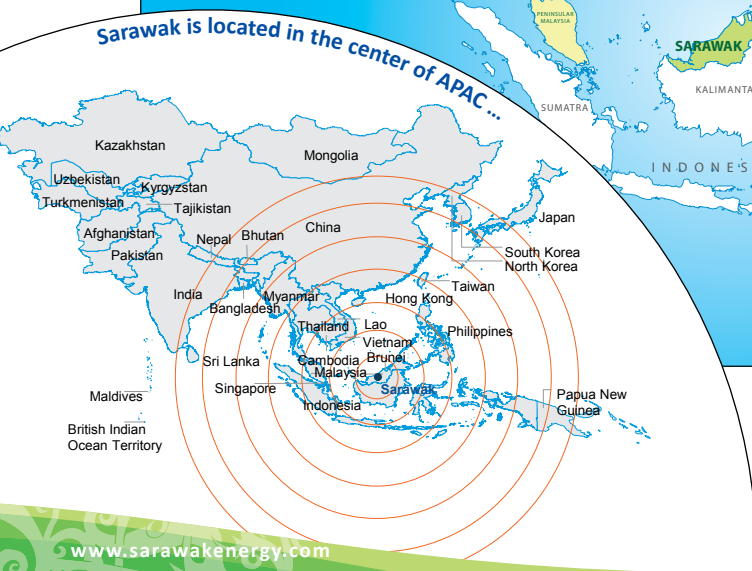 Sarawak is located in the center of APAC ...
PENINSULAR
MALAYSIA
SARAWAK
SUMATRA
Kazakhstan
Mongolia
Uzbekistan
Kyrgyzstan
Turkmenistan
Tajikistan
Afghanistan
Nepal
Bhutan
China
Japan
Pakistan
South Korea
North Korea
India
Myanmar
Taiwan
Bangladesh
Hong Kong
Thailand
Lao
Philippines
Vietnam
Sri Lanka
Cambodia
Brunei
Malaysia
Singapore
Sarawak
Maldives
Indonesia
Papua New
Guinea
British Indian
Ocean Territory
www.sarawakenergy.com
KALIMANTA
INDONES